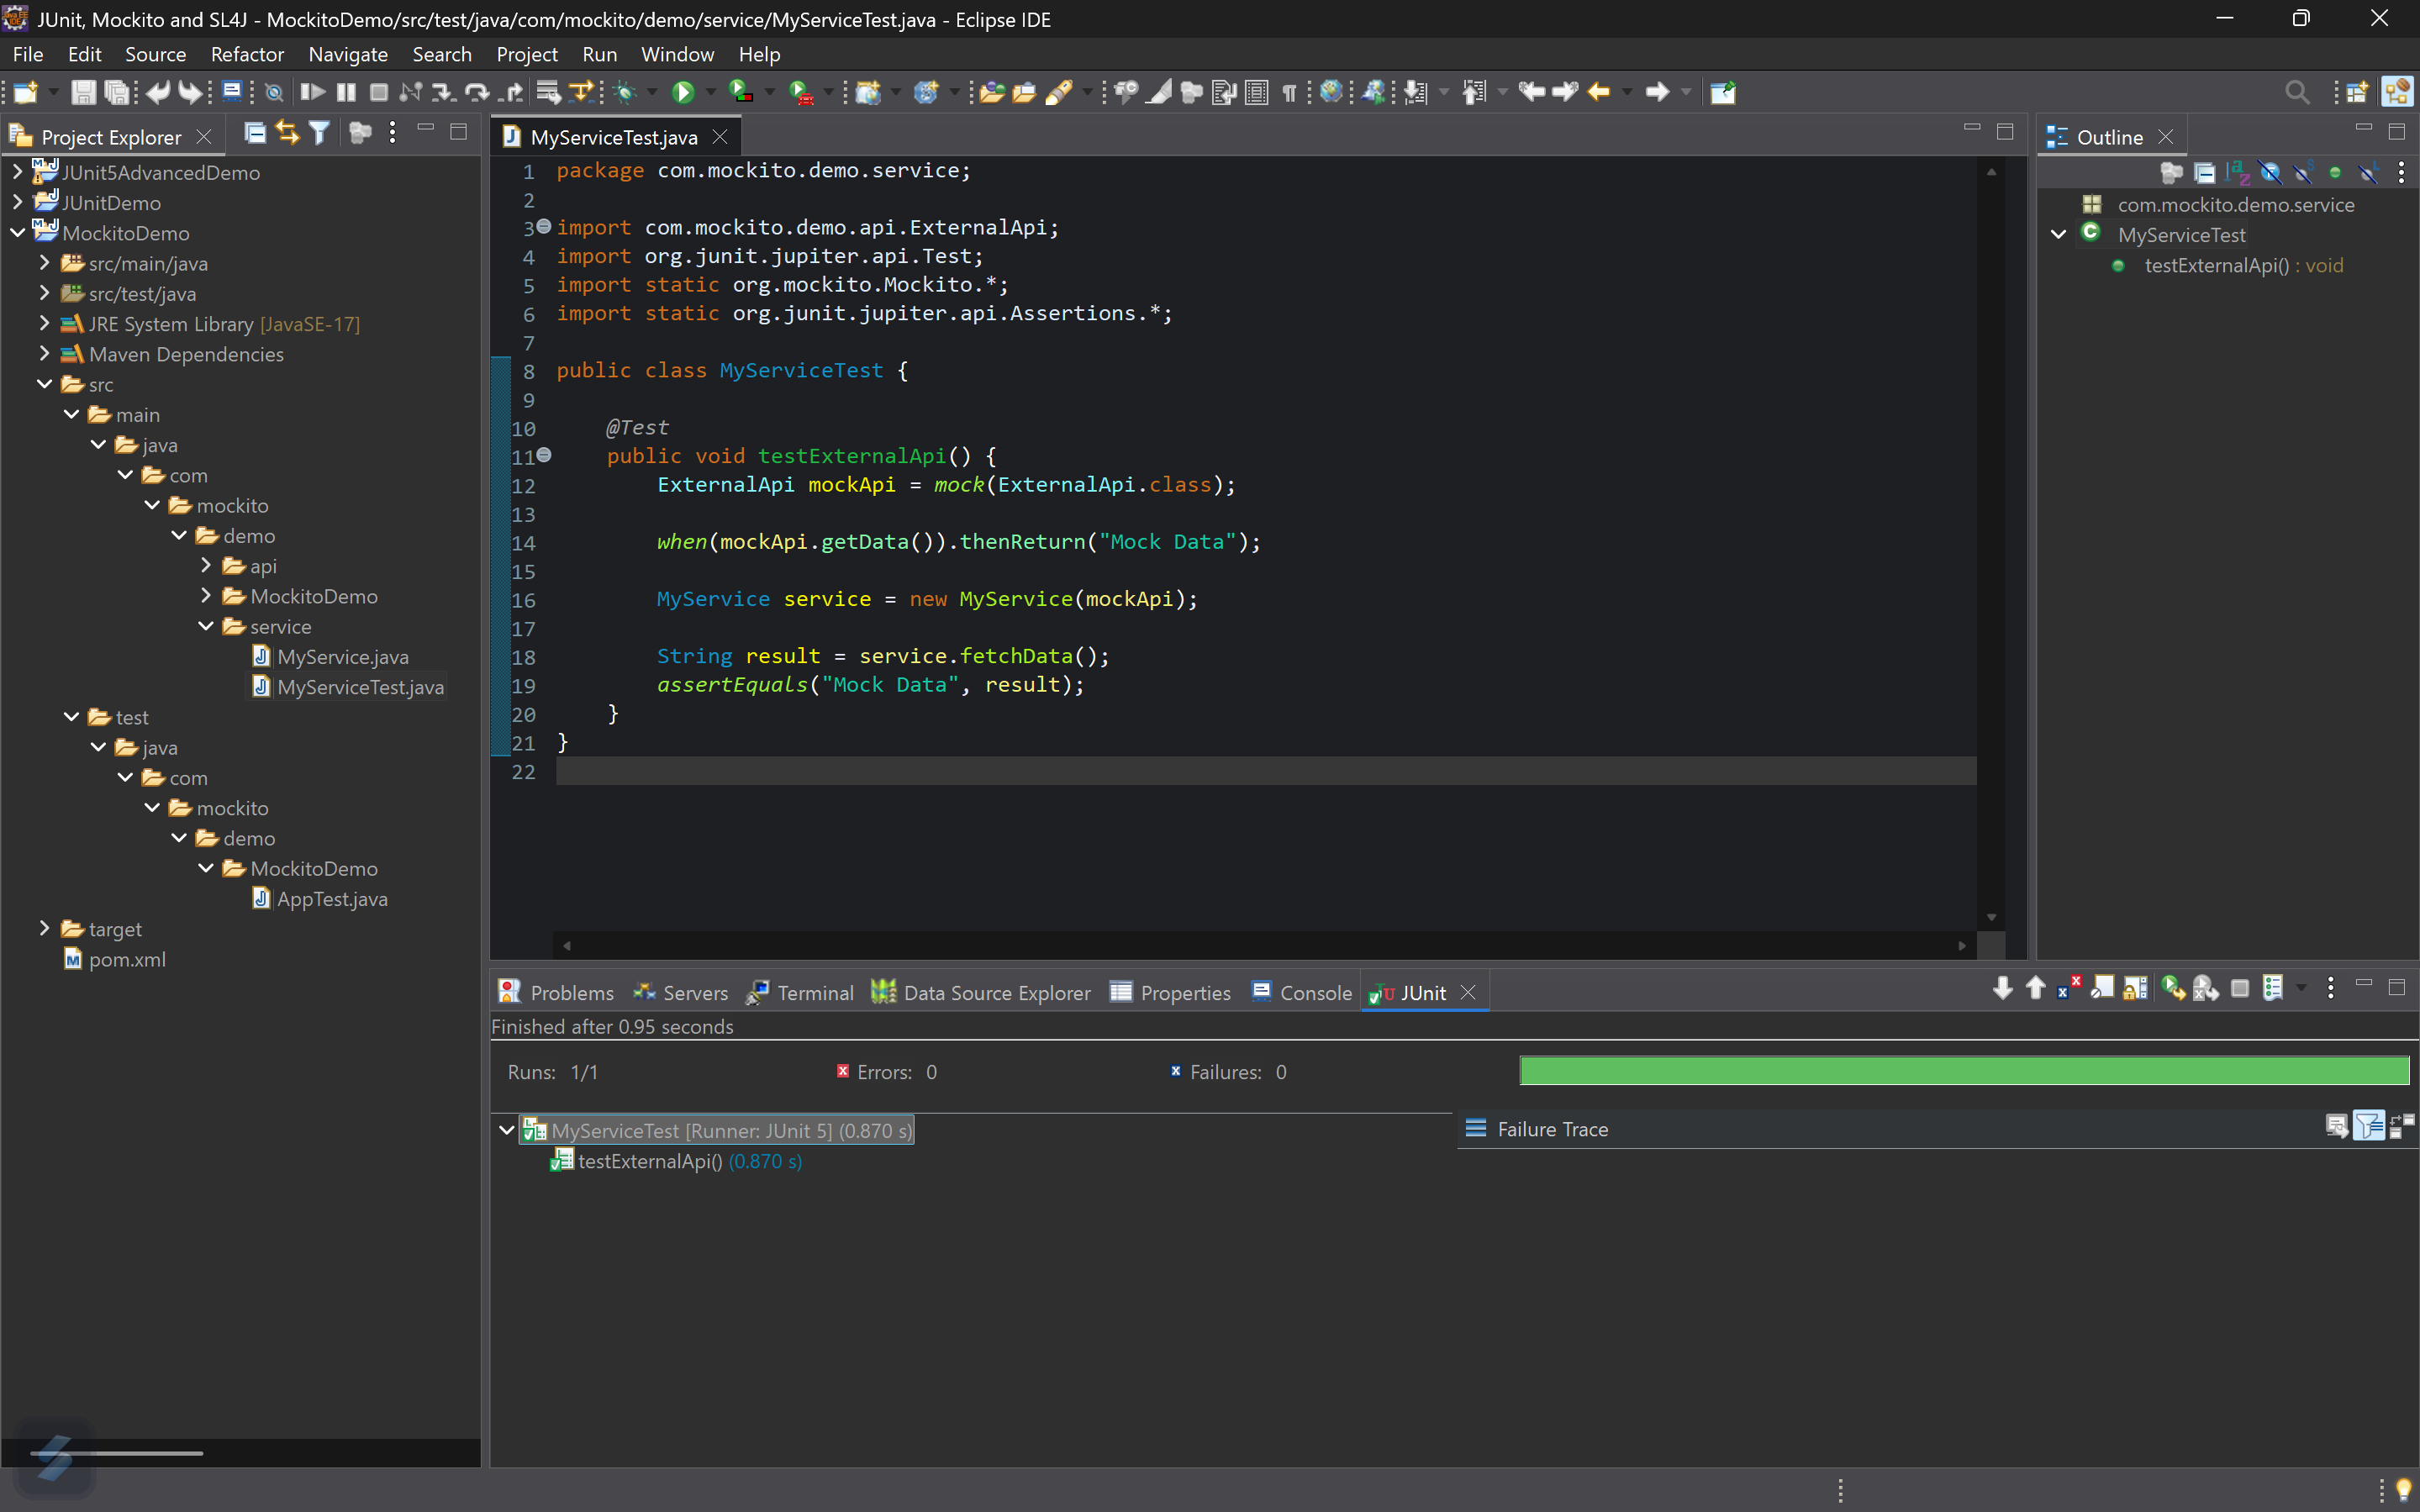 JUnit, Mockito and SL4J - MockitoDemo/src/test/java/com/mockito/demo/service/MyServiceTest.java - Eclipse IDE
File Edit Source Refactor Navigate Search Project Run Window Help
Project Explorer
JUnit5AdvancedDemo
JUnitDemo
MockitoDemo
src/main/java
src/test/java
JRE System Library [JavaSE-17]
Maven Dependencies
src
main
java
com
mockito
demo
api
MockitoDemo
service
MyService.java
MyServiceTest.java
test
java
com
mockito
demo
MockitoDemo
AppTest.java
target
pom.xml
MyServiceTest.java
1 package com.mockito.demo.service;
2
3 import com.mockito.demo.api.ExternalApi;
4 import org.junit.jupiter.api.Test;
5 import static org.mockito.Mockito.*;
6 import static org.junit.jupiter.api.Assertions.*;
7
8 public class MyServiceTest {
9
10 @Test
11 public void testExternalApi() {
12 ExternalApi mockApi = mock(ExternalApi.class);
13
14 when(mockApi.getData()).thenReturn("Mock Data");
15
16 MyService service = new MyService(mockApi);
17
18 String result = service.fetchData();
19 assertEquals("Mock Data", result);
20 }
21 }
22
Outline
com.mockito.demo.service
MyServiceTest
testExternalApi() : void
Problems Servers Terminal Data Source Explorer Properties Console JUnit
Finished after 0.95 seconds
Runs: 1/1 Errors: 0 Failures: 0
MyServiceTest [Runner: JUnit 5] (0.870 s)
testExternalApi() (0.870 s)
Failure Trace